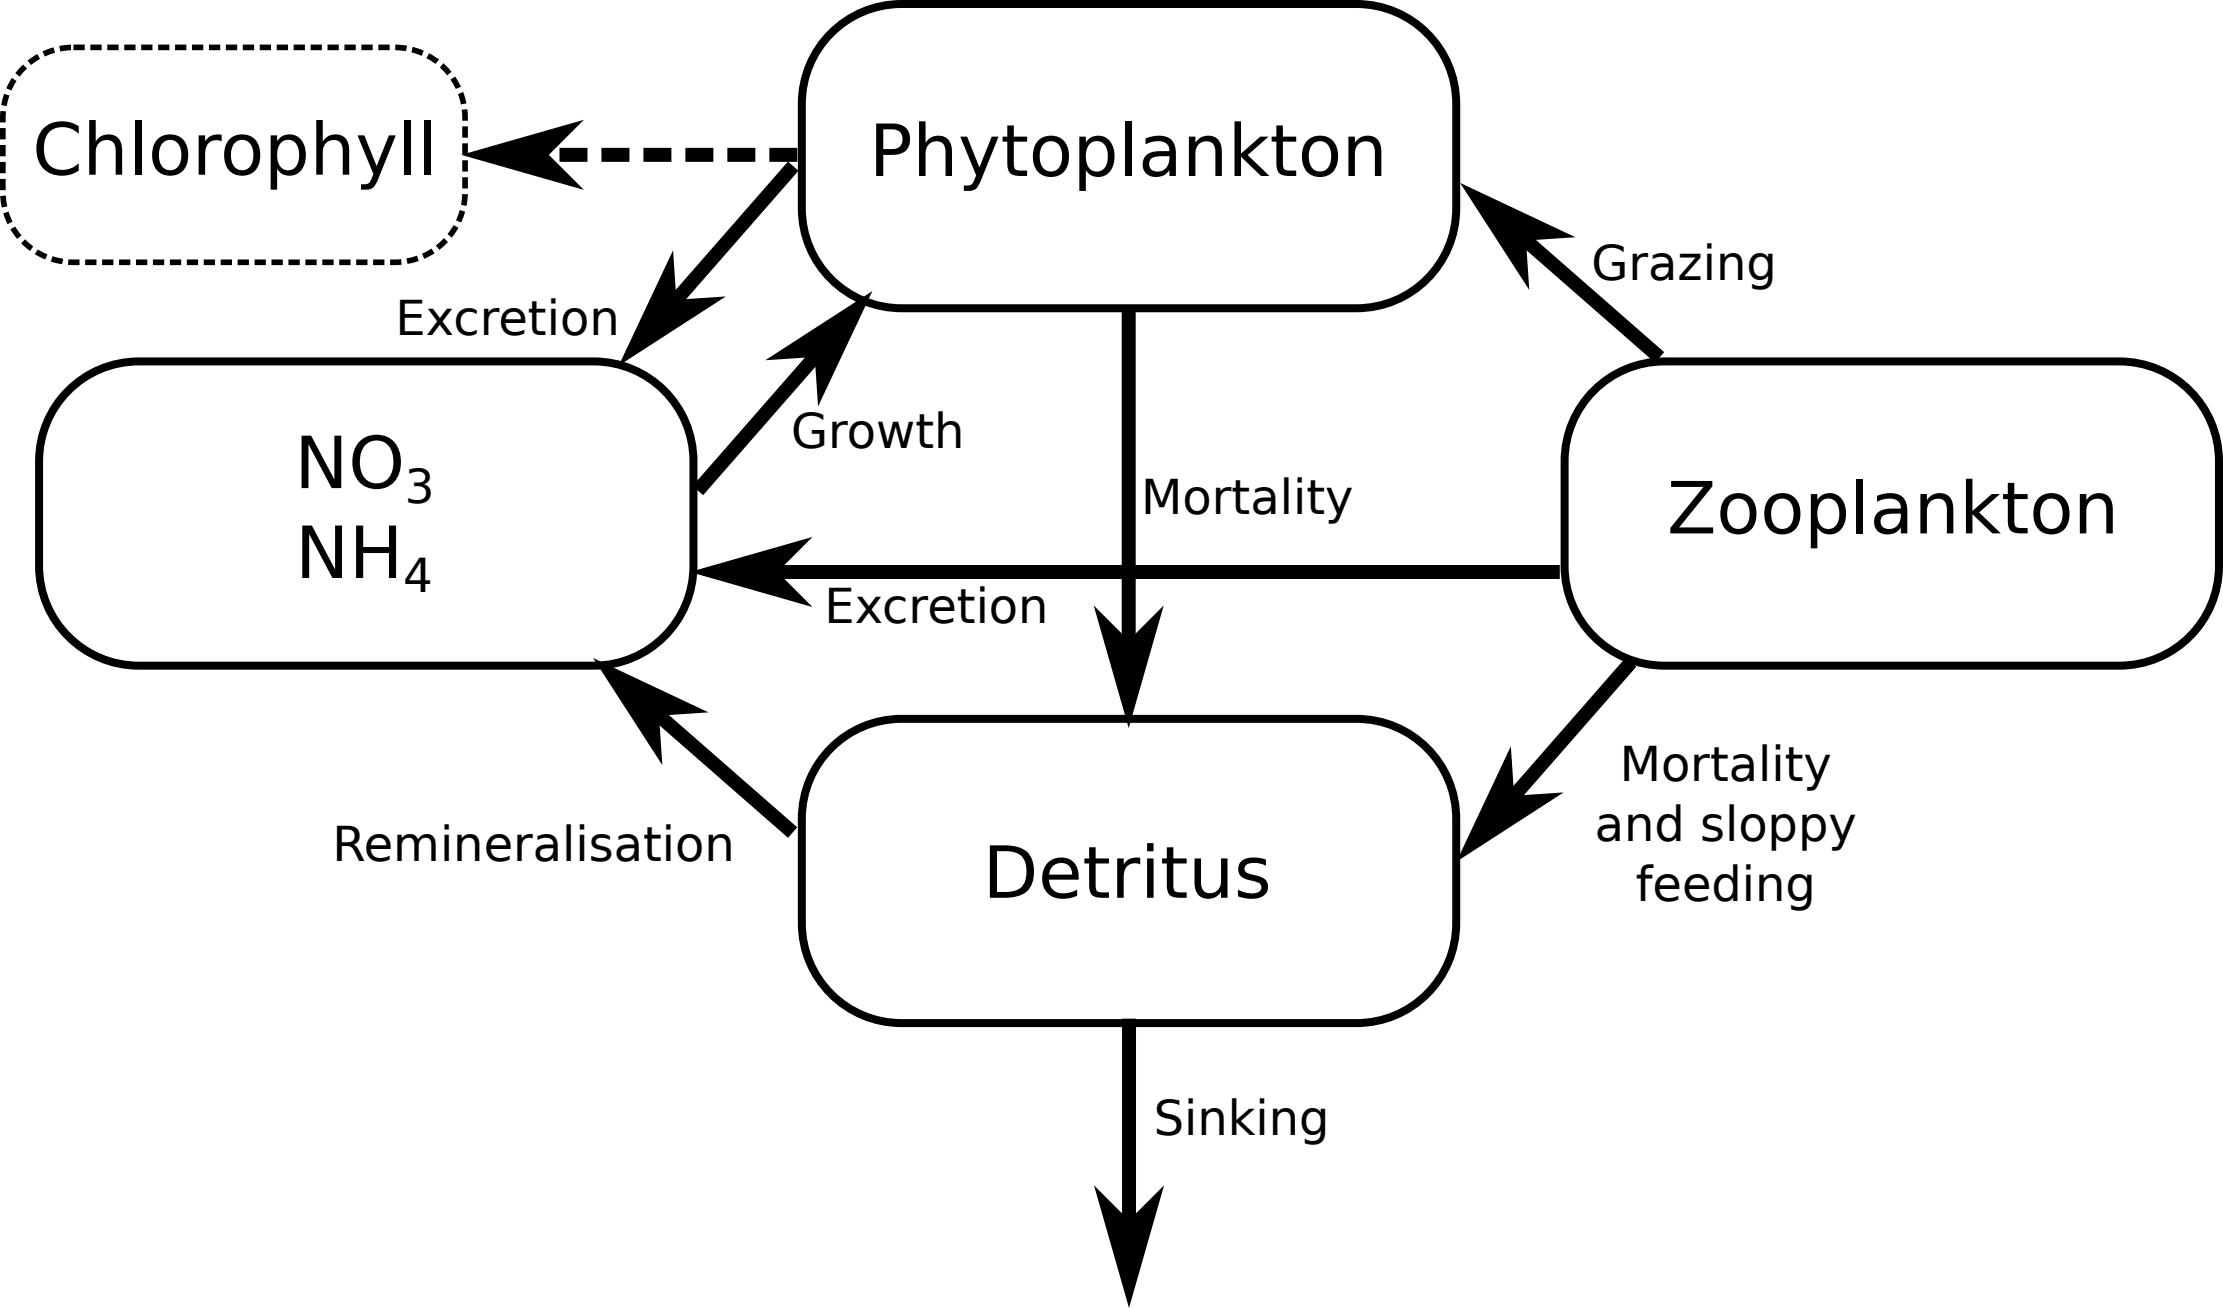 Chlorophyll
Phytoplankton
Grazing
Excretion
Growth
NO₃
NH₄
Mortality
Zooplankton
Excretion
Remineralisation
Detritus
Mortality
and sloppy
feeding
Sinking